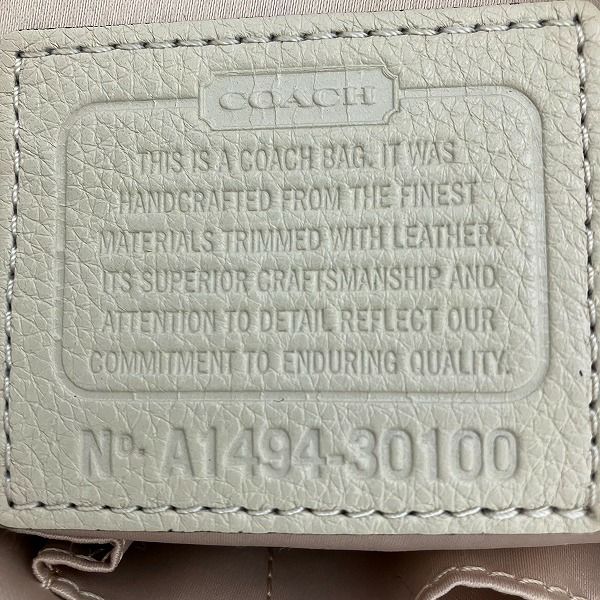 COACH
THIS IS A COACH BAG. IT WAS
HANDCRAFTED FROM THE FINEST
MATERIALS TRIMMED WITH LEATHER.
ITS SUPERIOR CRAFTSMANSHIP AND
ATTENTION TO DETAIL REFLECT OUR
COMMITMENT TO ENDURING QUALITY.
No. A1494-30100